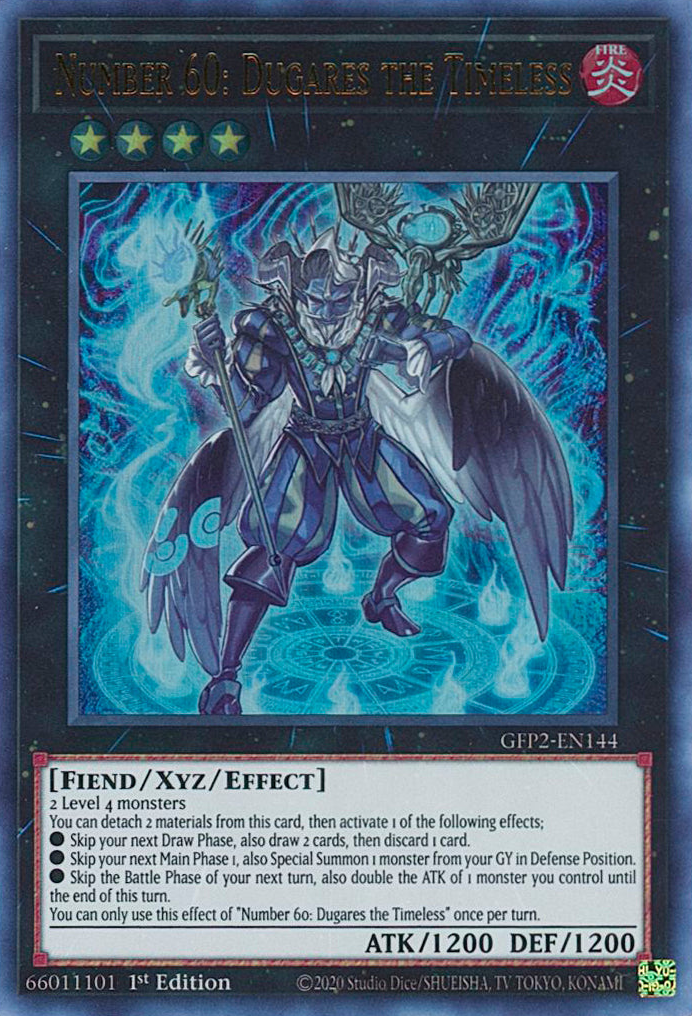 Number 60: Dugares the Timeless
FIRE
炎
GFP2-EN144
[Fiend/Xyz/Effect]
2 Level 4 monsters
You can detach 2 materials from this card, then activate 1 of the following effects;
● Skip your next Draw Phase, also draw 2 cards, then discard 1 card.
● Skip your next Main Phase 1, also Special Summon 1 monster from your GY in Defense Position.
● Skip the Battle Phase of your next turn, also double the ATK of 1 monster you control until
the end of this turn.
You can only use this effect of "Number 60: Dugares the Timeless" once per turn.
ATK/1200 DEF/1200
66011101 1st Edition ©2020 Studio Dice/SHUEISHA, TV TOKYO, KONAMI